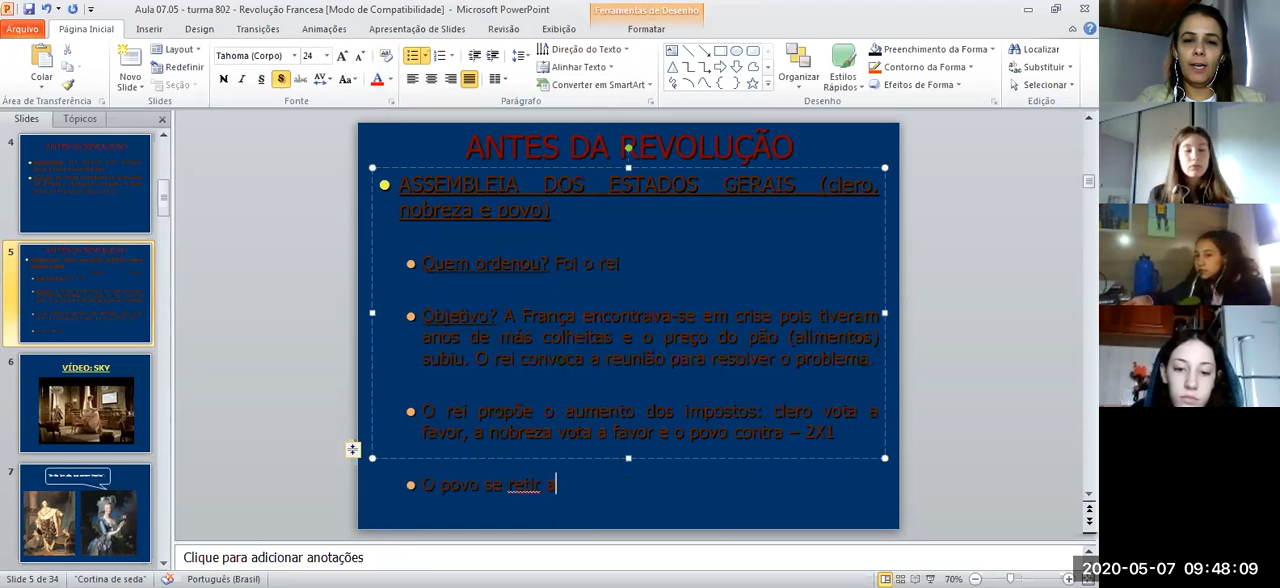 Aula 07.05 - turma 802 - Revolução Francesa [Modo de Compatibilidade] - Microsoft PowerPoint
Ferramentas de Desenho
Arquivo Página Inicial Inserir Design Transições Animações Apresentação de Slides Revisão Exibição Formatar
Colar
Novo Slide
Layout
Redefinir
Seção
Tahoma (Corpo) 24
N I S S abc AV Aa A
Direção do Texto
Alinhar Texto
Converter em SmartArt
Organizar
Estilos Rápidos
Preenchimento da Forma
Contorno da Forma
Efeitos de Forma
Localizar
Substituir
Selecionar
Área de Transferência Slides Fonte Parágrafo Desenho Edição
Slides Tópicos
4
5
6
VÍDEO: SKY
7
ANTES DA REVOLUÇÃO
ASSEMBLEIA DOS ESTADOS GERAIS (clero,
nobreza e povo)
Quem ordenou? Foi o rei
Objetivo? A França encontrava-se em crise pois tiveram
anos de más colheitas e o preço do pão (alimentos)
subiu. O rei convoca a reunião para resolver o problema.
O rei propõe o aumento dos impostos: clero vota a
favor, a nobreza vota a favor e o povo contra – 2X1
O povo se retir a
Clique para adicionar anotações
Slide 5 de 34 "Cortina de seda" Português (Brasil) 70%
2020-05-07 09:48:09